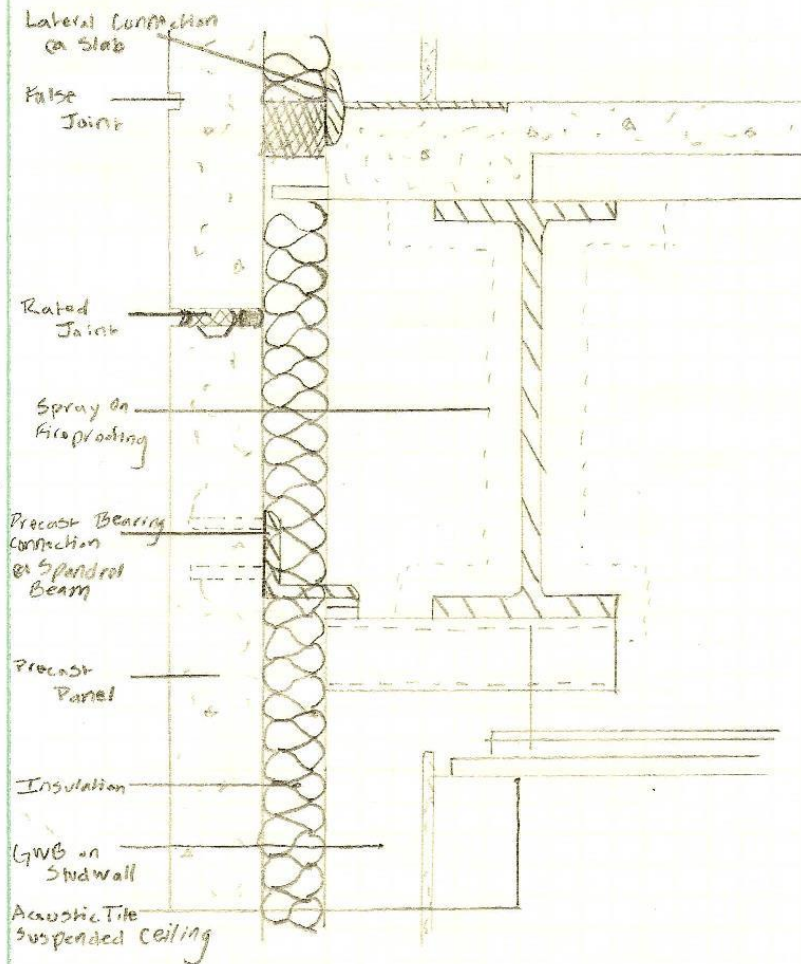 Lateral Connection
@ Slab
False
Joint
Rated
Joint
Spray on
Fireproofing
Precast Bearing
Connection
@ Spandrel
Beam
Precast
Panel
Insulation
GWB on
Studwall
Acoustic Tile
Suspended Ceiling